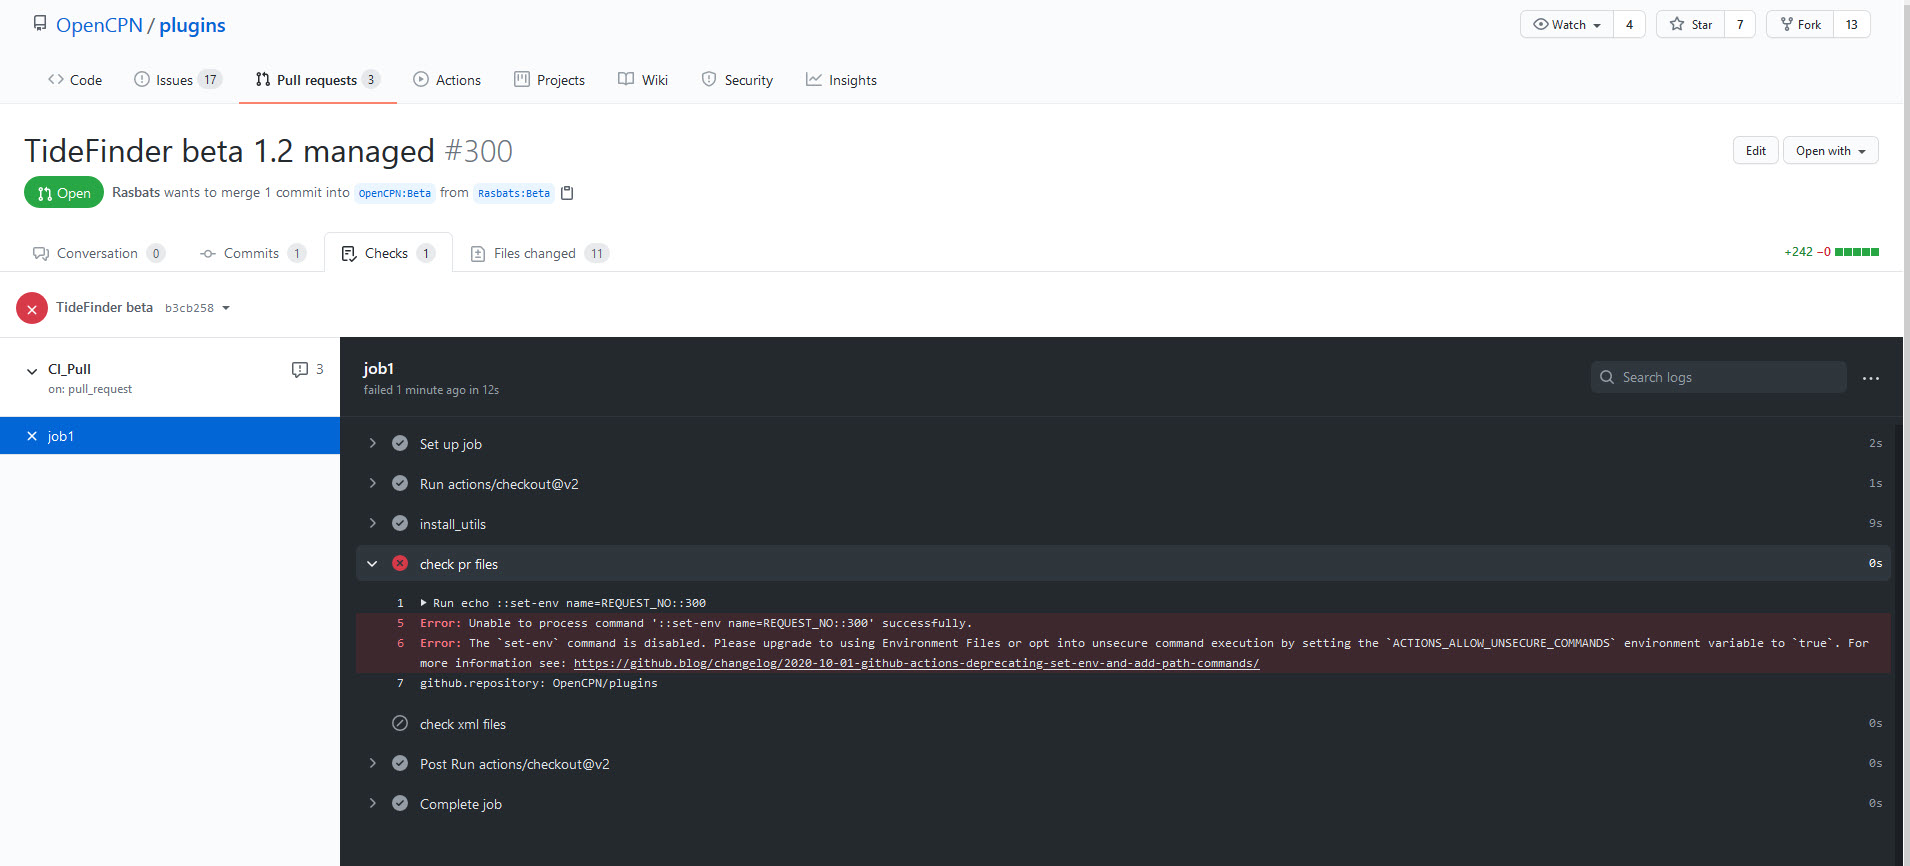 OpenCPN / plugins
Watch 4 Star 7 Fork 13
Code Issues 17 Pull requests 3 Actions Projects Wiki Security Insights
TideFinder beta 1.2 managed #300
Edit Open with
Open Rasbats wants to merge 1 commit into OpenCPN:Beta from Rasbats:Beta
Conversation 0 Commits 1 Checks 1 Files changed 11
+242 −0
TideFinder beta b3cb258
CI_Pull 3
on: pull_request
job1
job1
failed 1 minute ago in 12s
Search logs
Set up job 2s
Run actions/checkout@v2 1s
install_utils 9s
check pr files 0s
1 Run echo ::set-env name=REQUEST_NO::300
5 Error: Unable to process command '::set-env name=REQUEST_NO::300' successfully.
6 Error: The `set-env` command is disabled. Please upgrade to using Environment Files or opt into unsecure command execution by setting the `ACTIONS_ALLOW_UNSECURE_COMMANDS` environment variable to `true`. For
more information see: https://github.blog/changelog/2020-10-01-github-actions-deprecating-set-env-and-add-path-commands/
7 github.repository: OpenCPN/plugins
check xml files 0s
Post Run actions/checkout@v2 0s
Complete job 0s